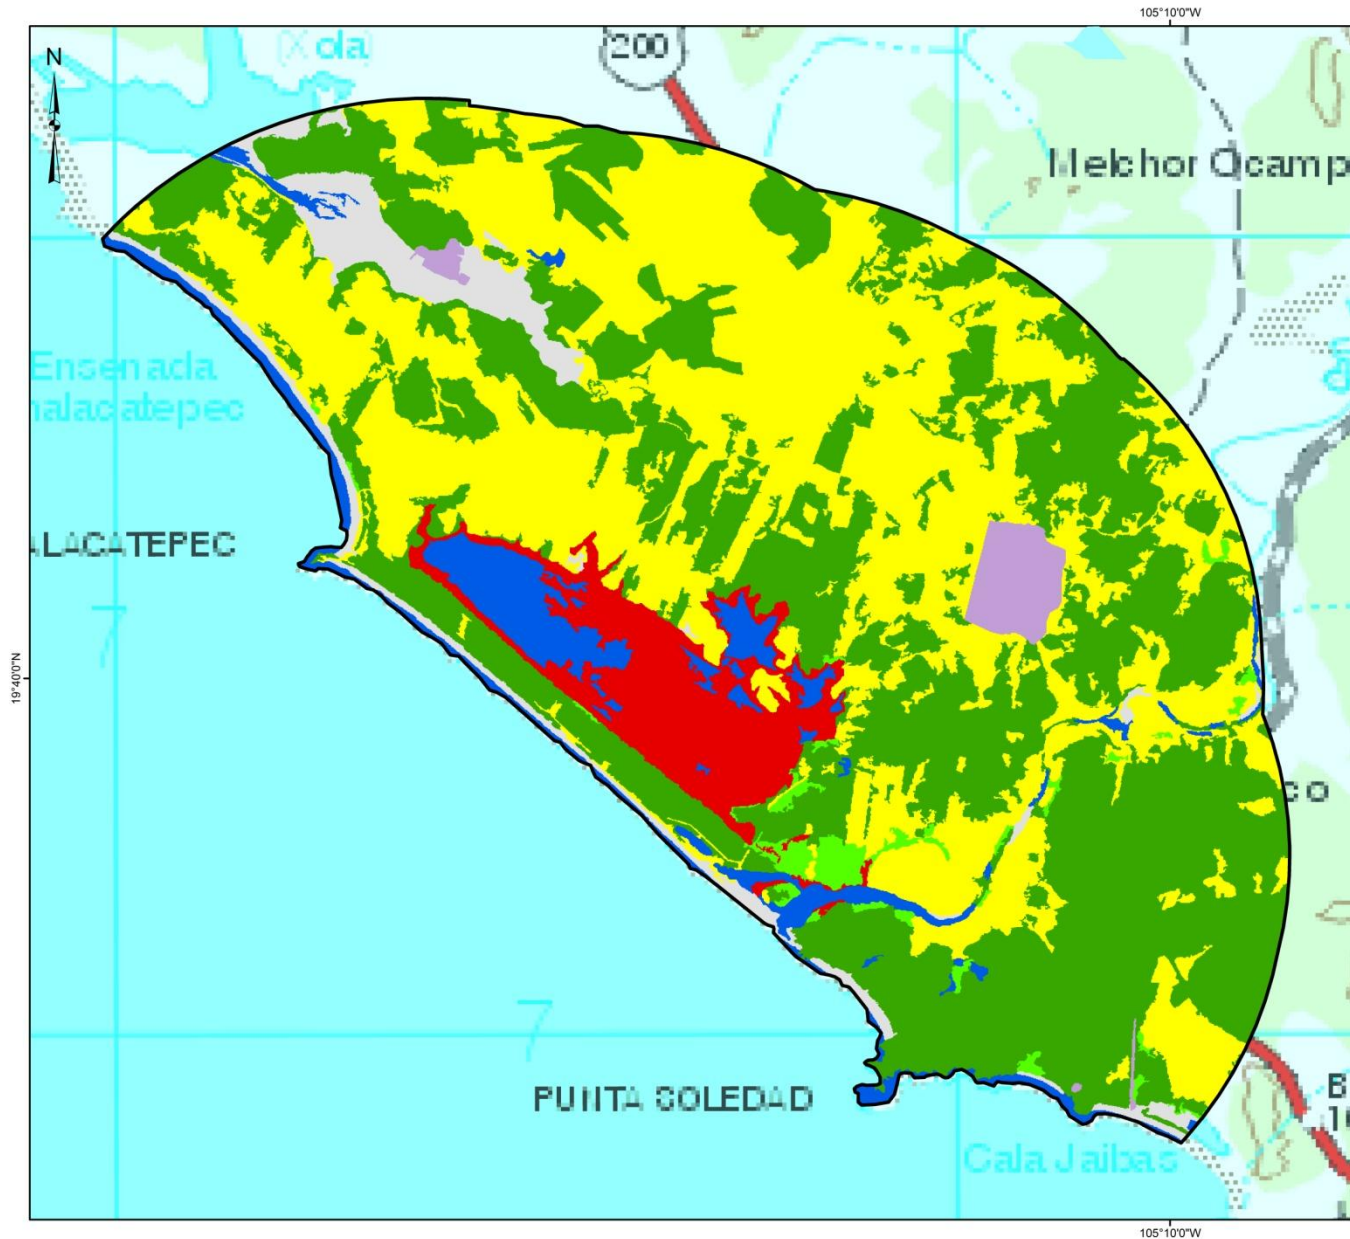 105°10'0"W
(Xola)
200
N
Melchor Ocamp
Ensenada
halacatepec
ALACATEPEC
7
19°40'0"N
CO
7
PUNTA SOLEDAD
B
10
Cala Jaibas
105°10'0"W